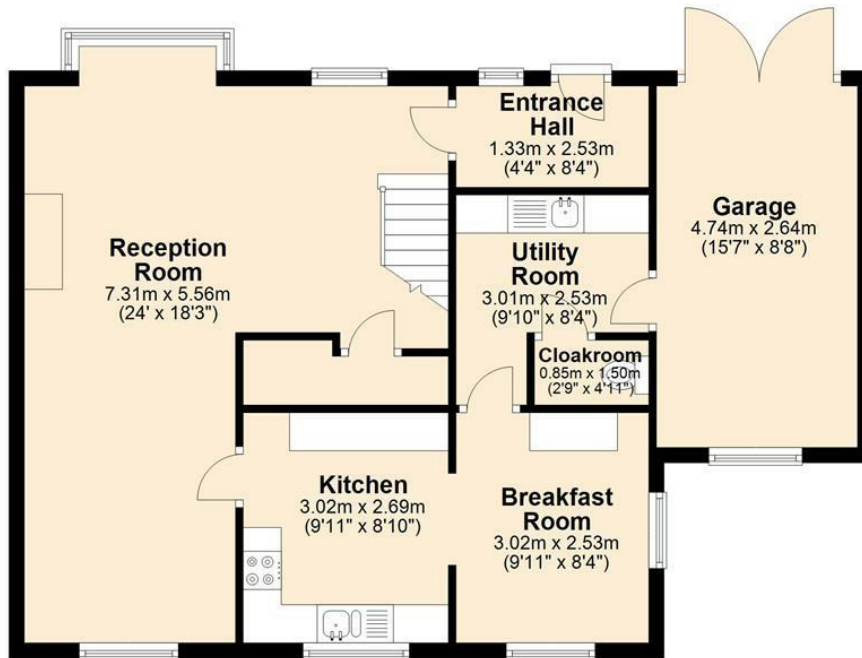 Entrance
Hall
1.33m x 2.53m
(4'4" x 8'4")
Garage
4.74m x 2.64m
(15'7" x 8'8")
Reception
Room
7.31m x 5.56m
(24' x 18'3")
Utility
Room
3.01m x 2.53m
(9'10" x 8'4")
Cloakroom
0.85m x 1.50m
(2'9" x 4'11")
Kitchen
3.02m x 2.69m
(9'11" x 8'10")
Breakfast
Room
3.02m x 2.53m
(9'11" x 8'4")